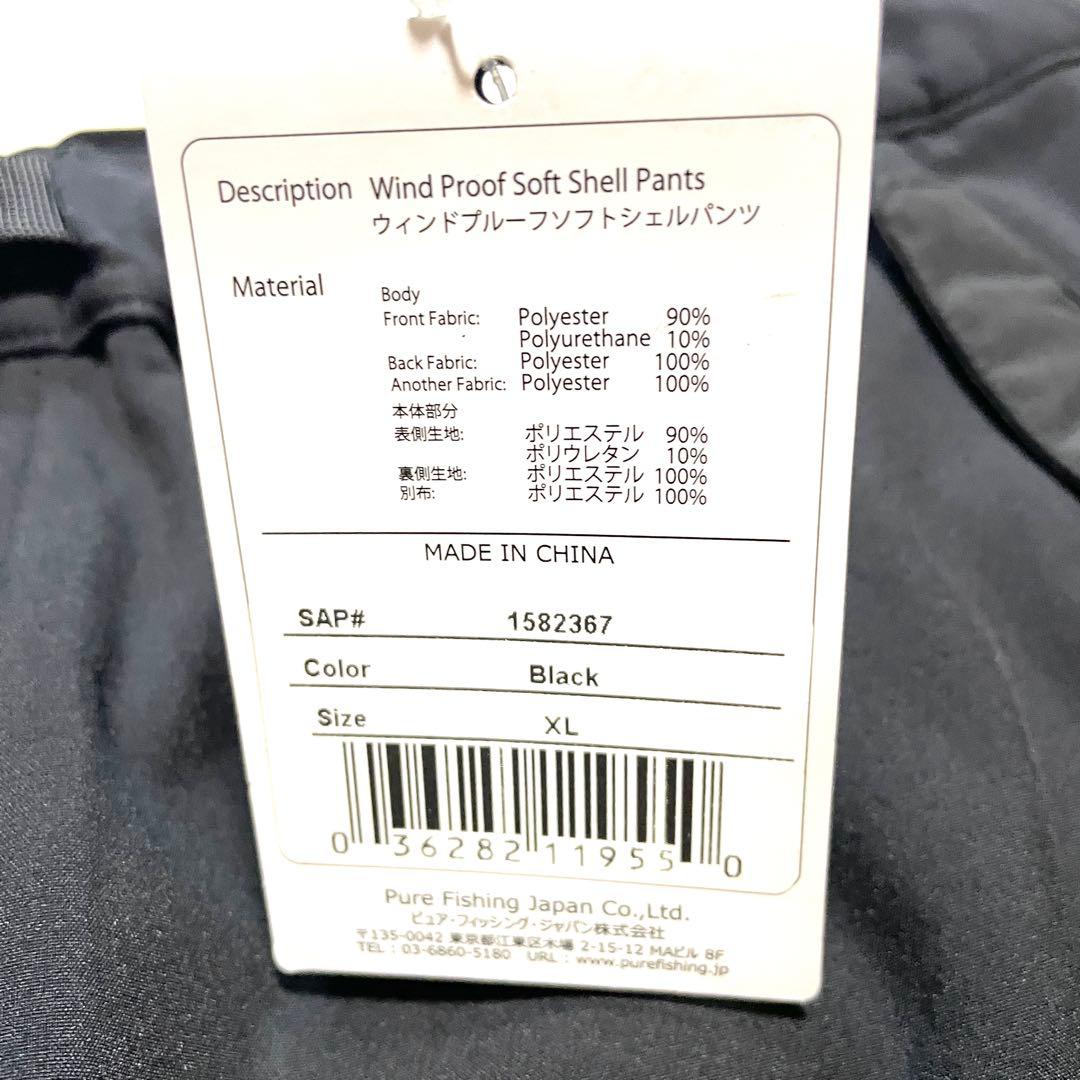 Description Wind Proof Soft Shell Pants
ウィンドプルーフソフトシェルパンツ
Material
Body
Front Fabric: Polyester 90%
Polyurethane 10%
Back Fabric: Polyester 100%
Another Fabric: Polyester 100%
本体部分
表側生地: ポリエステル 90%
ポリウレタン 10%
裏側生地: ポリエステル 100%
別布: ポリエステル 100%
MADE IN CHINA
SAP# 1582367
Color Black
Size XL
0 36282 11955 0
Pure Fishing Japan Co.,Ltd.
ピュア・フィッシング・ジャパン株式会社
〒135-0042 東京都江東区木場 2-15-12 MAビル 8F
TEL : 03-6860-5180 URL : www.purefishing.jp